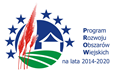 Program
Rozwoju
Obszarów
Wiejskich
na lata 2014-2020